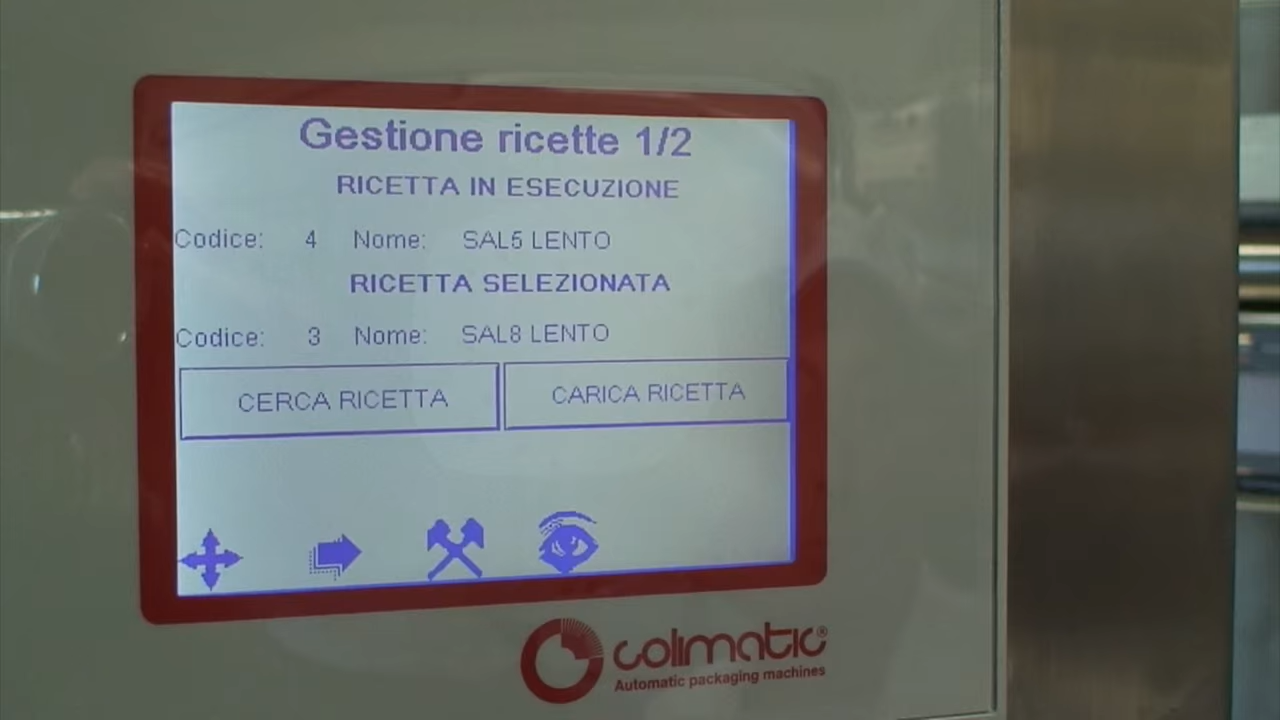 Gestione ricette 1/2
RICETTA IN ESECUZIONE
Codice: 4 Nome: SAL5 LENTO
RICETTA SELEZIONATA
Codice: 3 Nome: SAL8 LENTO
CERCA RICETTA CARICA RICETTA
colimatic®
Automatic packaging machines